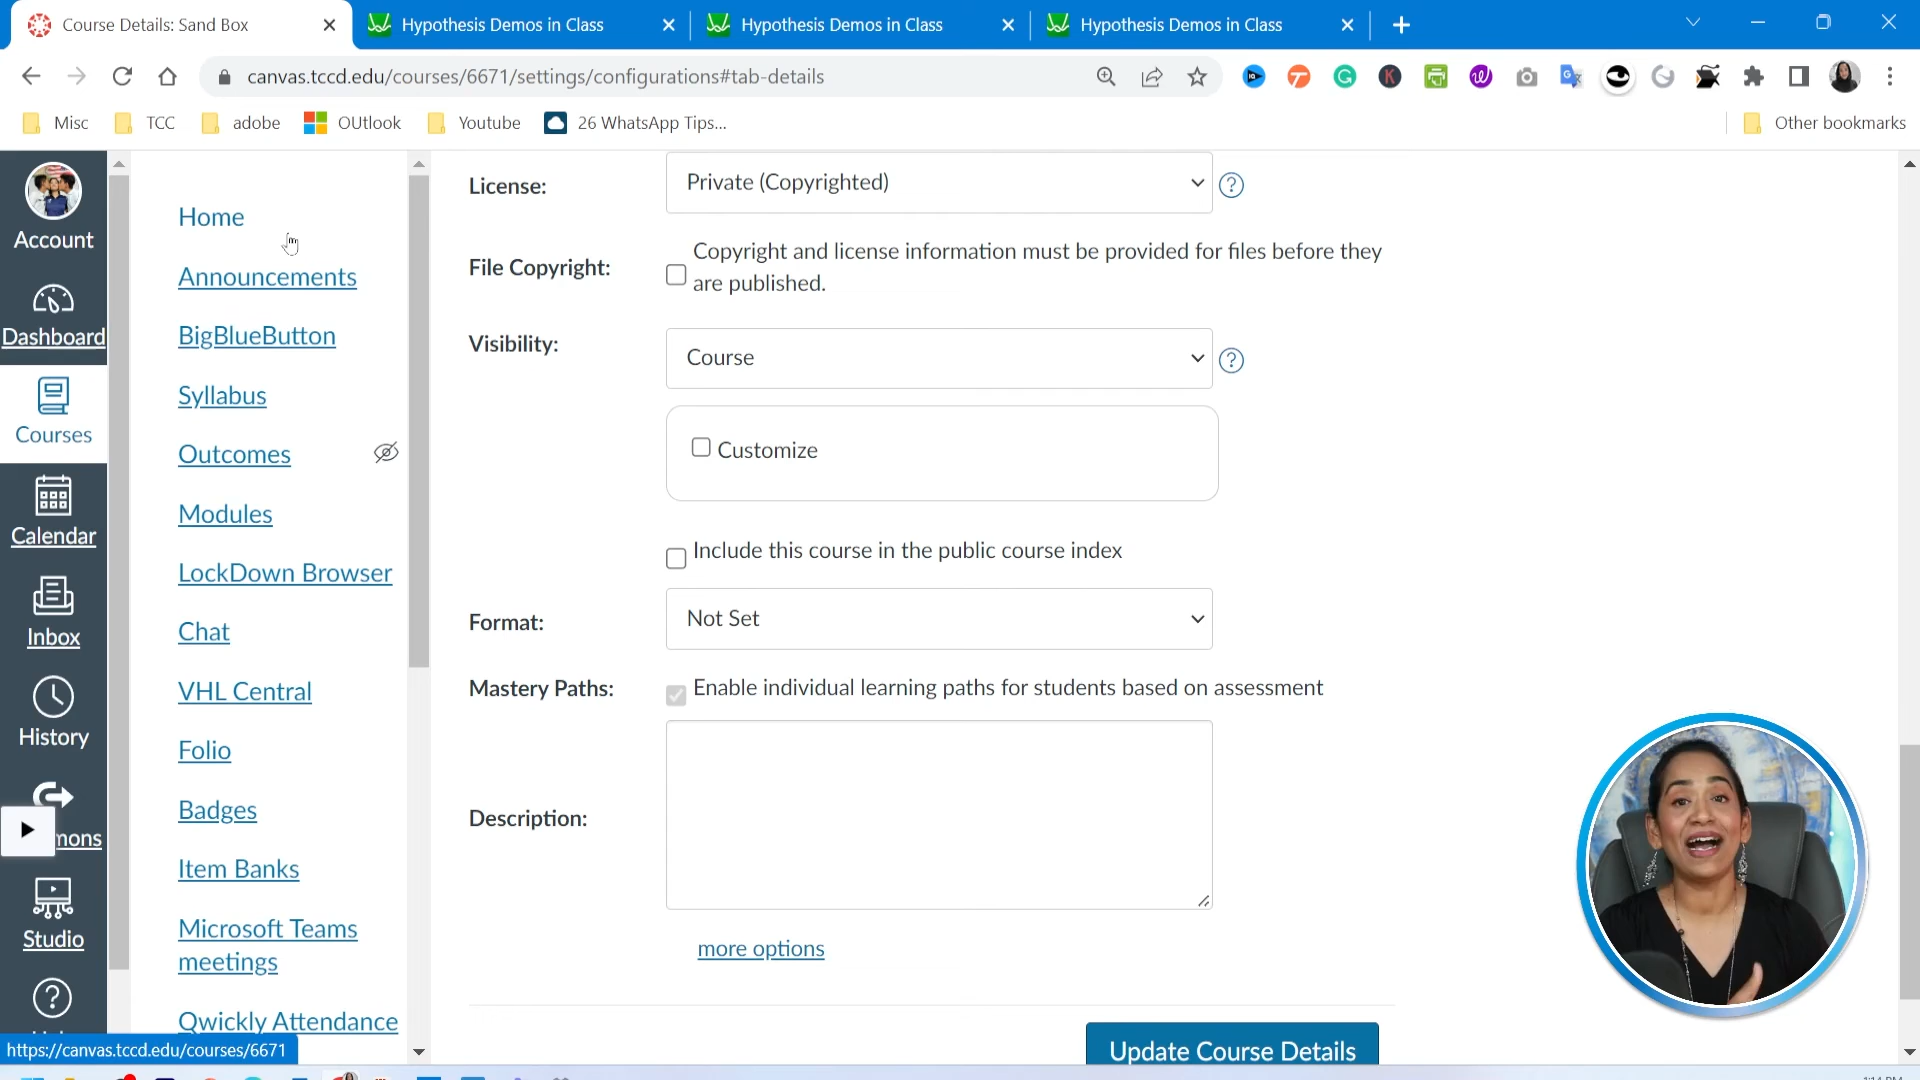 Course Details: Sand Box
Hypothesis Demos in Class
Hypothesis Demos in Class
Hypothesis Demos in Class
canvas.tccd.edu/courses/6671/settings/configurations#tab-details
Misc
TCC
adobe
OUtlook
Youtube
26 WhatsApp Tips...
Other bookmarks
Account
Dashboard
Courses
Calendar
Inbox
History
mons
Studio
Home
Announcements
BigBlueButton
Syllabus
Outcomes
Modules
LockDown Browser
Chat
VHL Central
Folio
Badges
Item Banks
Microsoft Teams
meetings
Qwickly Attendance
License:
Private (Copyrighted)
File Copyright:
Copyright and license information must be provided for files before they
are published.
Visibility:
Course
Customize
Include this course in the public course index
Format:
Not Set
Mastery Paths:
Enable individual learning paths for students based on assessment
Description:
more options
Update Course Details
https://canvas.tccd.edu/courses/6671